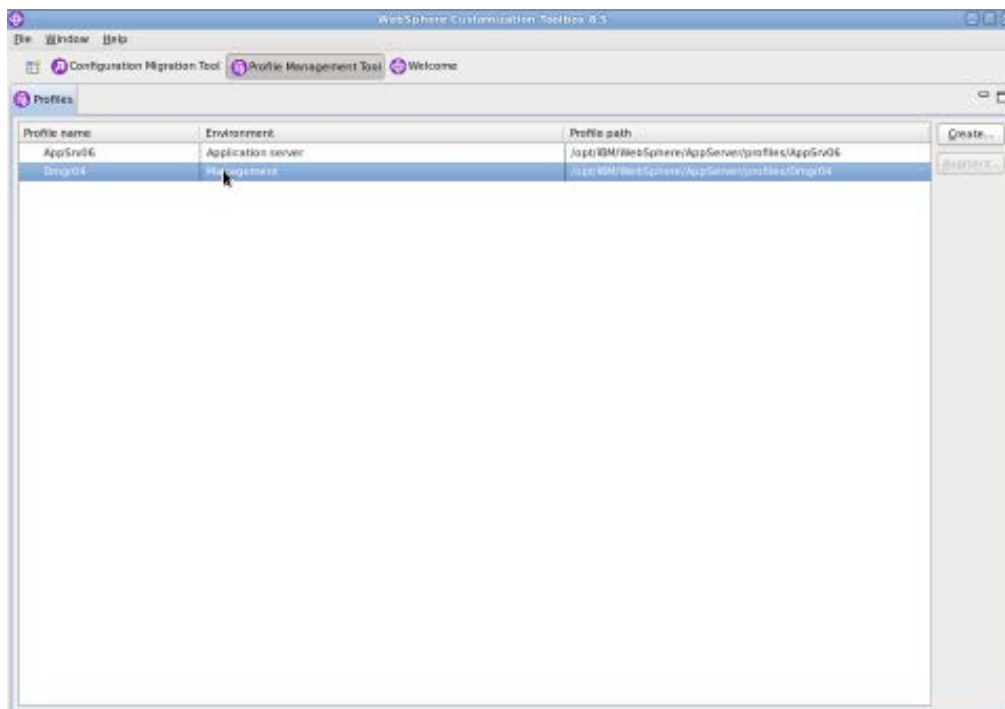 WebSphere Customization Toolbox 8.5
File Window Help
Configuration Migration Tool Profile Management Tool Welcome
Profiles
Profile name Environment Profile path Create...
AppSrv06 Application server /opt/IBM/WebSphere/AppServer/profiles/AppSrv06
Dmgr04 Management /opt/IBM/WebSphere/AppServer/profiles/Dmgr04
Augment...